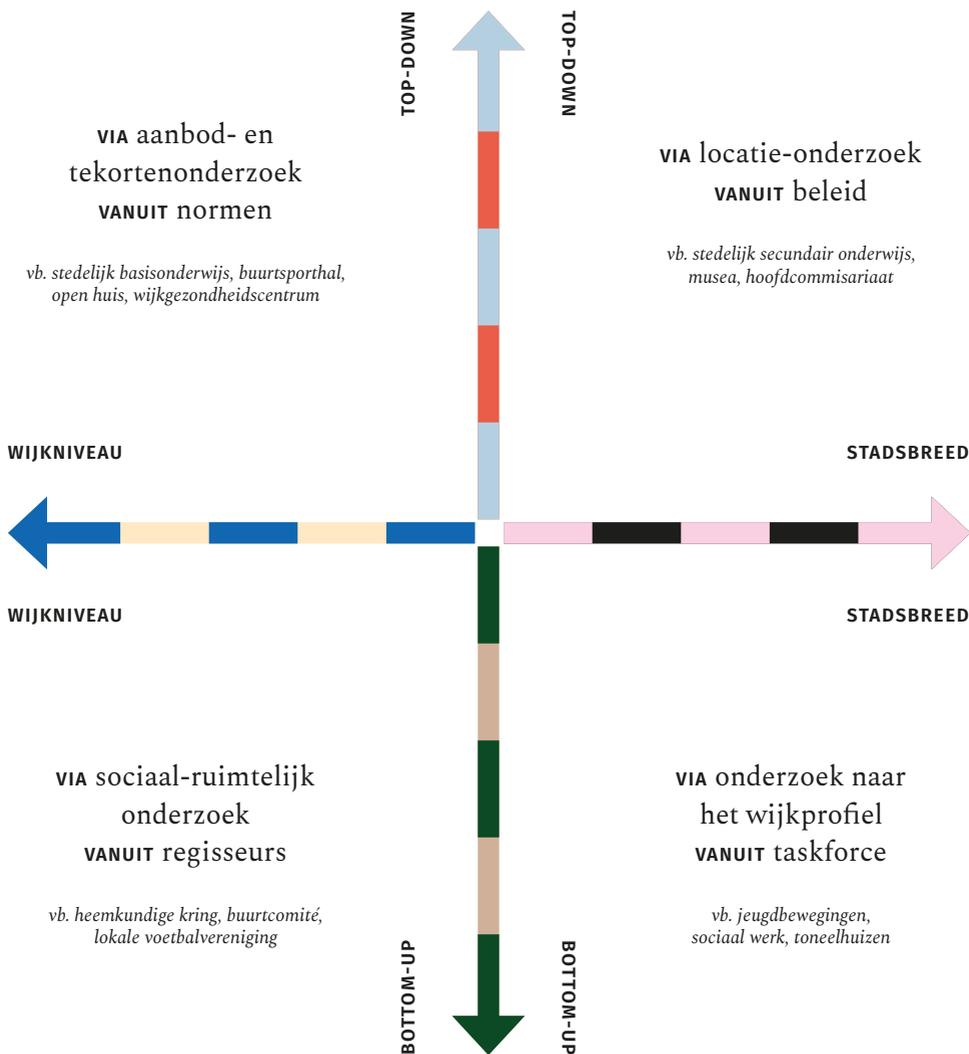 TOP-DOWN
TOP-DOWN
VIA aanbod- en
tekortenonderzoek
VANUIT normen
vb. stedelijk basisonderwijs, buurtsporthal,
open huis, wijkgezondheidscentrum
VIA locatie-onderzoek
VANUIT beleid
vb. stedelijk secundair onderwijs,
musea, hoofdcommisariaat
WIJKNIVEAU
STADSBREED
WIJKNIVEAU
STADSBREED
VIA sociaal-ruimtelijk
onderzoek
VANUIT regisseurs
vb. heemkundige kring, buurtcomité,
lokale voetbalvereniging
VIA onderzoek naar
het wijkprofiel
VANUIT taskforce
vb. jeugdbewegingen,
sociaal werk, toneelhuizen
BOTTOM-UP
BOTTOM-UP